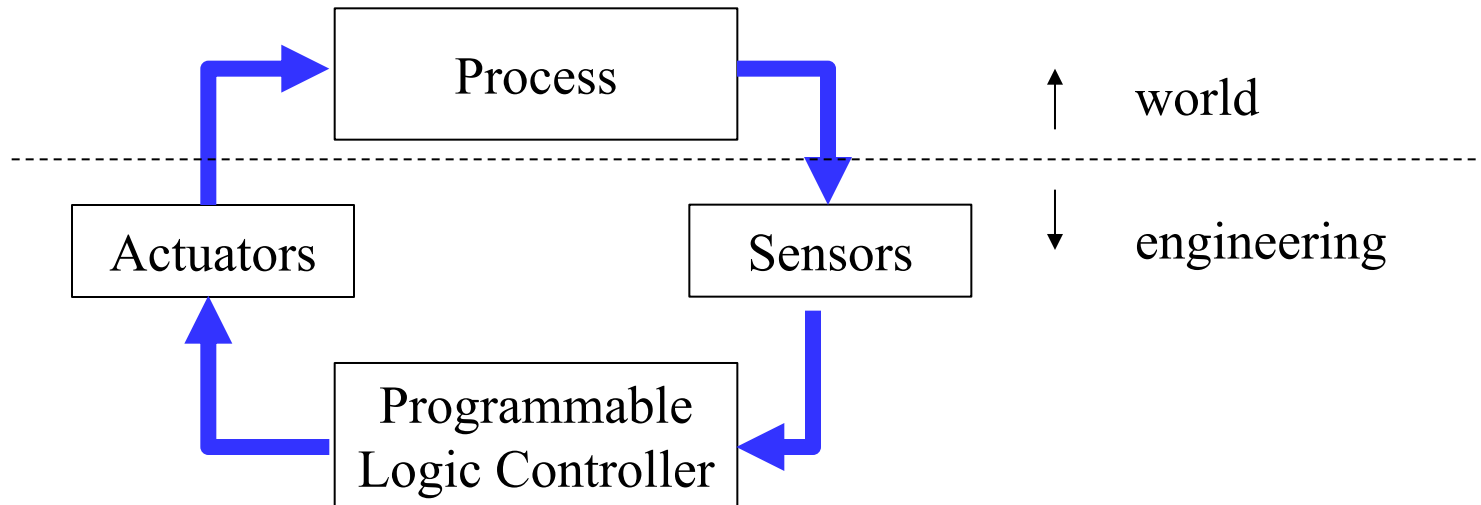 Process
world
Actuators
Sensors
engineering
Programmable
Logic Controller